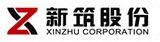 新筑股份
XINZHU CORPORATION